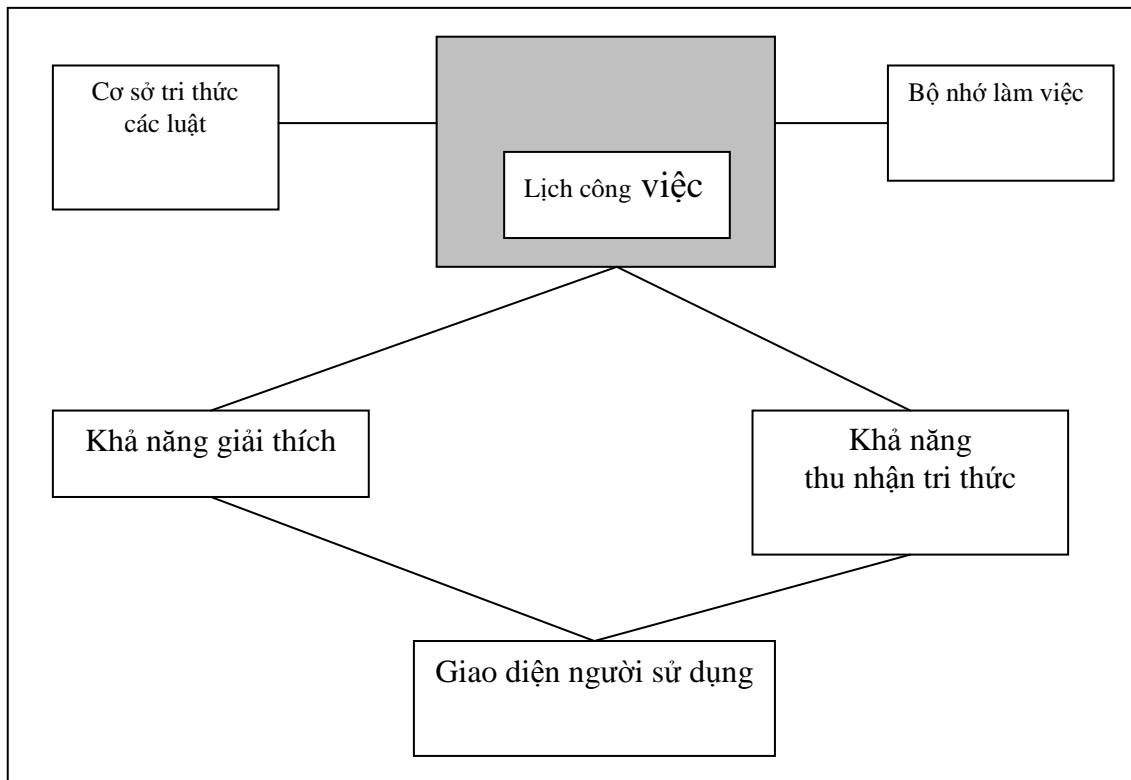 Cơ sở tri thức
các luật
Bộ nhớ làm việc
Lịch công việc
Khả năng giải thích
Khả năng
thu nhận tri thức
Giao diện người sử dụng